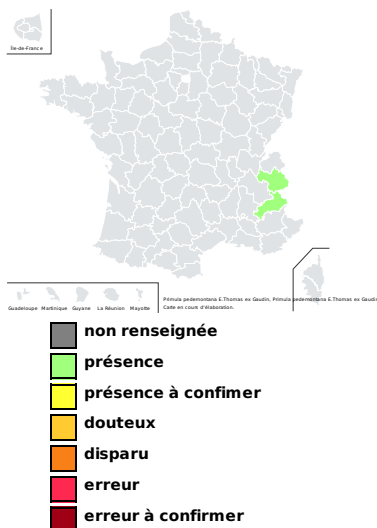 Île-de-France
Guadeloupe Martinique Guyane La Réunion Mayotte
Primula pedemontana E.Thomas ex Gaudin, Primula pedemontana E.Thomas ex Gaudin
Carte en cours d'élaboration.
non renseignée
présence
présence à confimer
douteux
disparu
erreur
erreur à confirmer